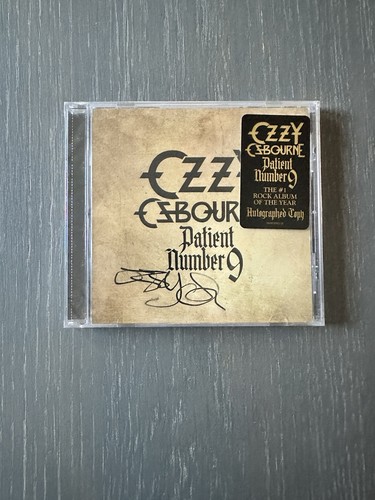 OZZY
OSBOURNE
Patient
Number 9
OZZY
OSBOURNE
Patient
Number 9
THE #1
ROCK ALBUM
OF THE YEAR
Autographed Copy